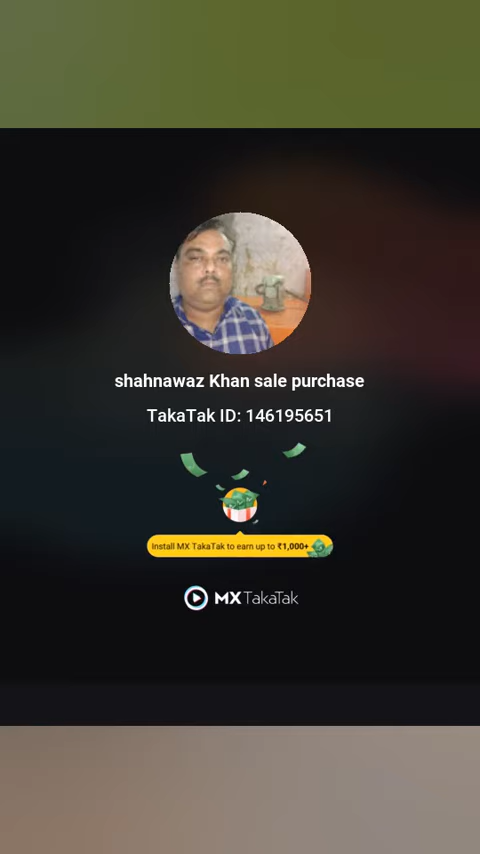 shahnawaz Khan sale purchase
TakaTak ID: 146195651
Install MX TakaTak to earn up to ₹1,000+
MX TakaTak